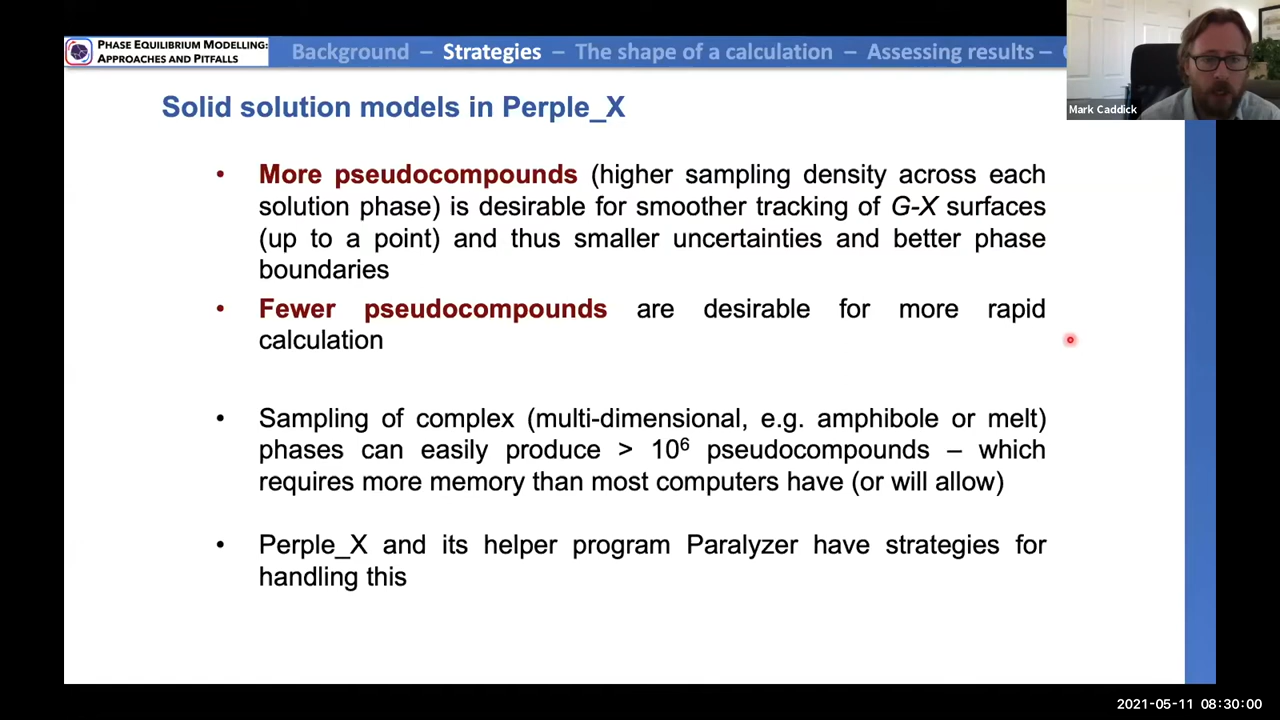 PHASE EQUILIBRIUM MODELLING:
APPROACHES AND PITFALLS
Background – Strategies – The shape of a calculation – Assessing results –
Mark Caddick
Solid solution models in Perple_X
• More pseudocompounds (higher sampling density across each
solution phase) is desirable for smoother tracking of G-X surfaces
(up to a point) and thus smaller uncertainties and better phase
boundaries
• Fewer pseudocompounds are desirable for more rapid
calculation
• Sampling of complex (multi-dimensional, e.g. amphibole or melt)
phases can easily produce > 10⁶ pseudocompounds – which
requires more memory than most computers have (or will allow)
• Perple_X and its helper program Paralyzer have strategies for
handling this
2021-05-11 08:30:00